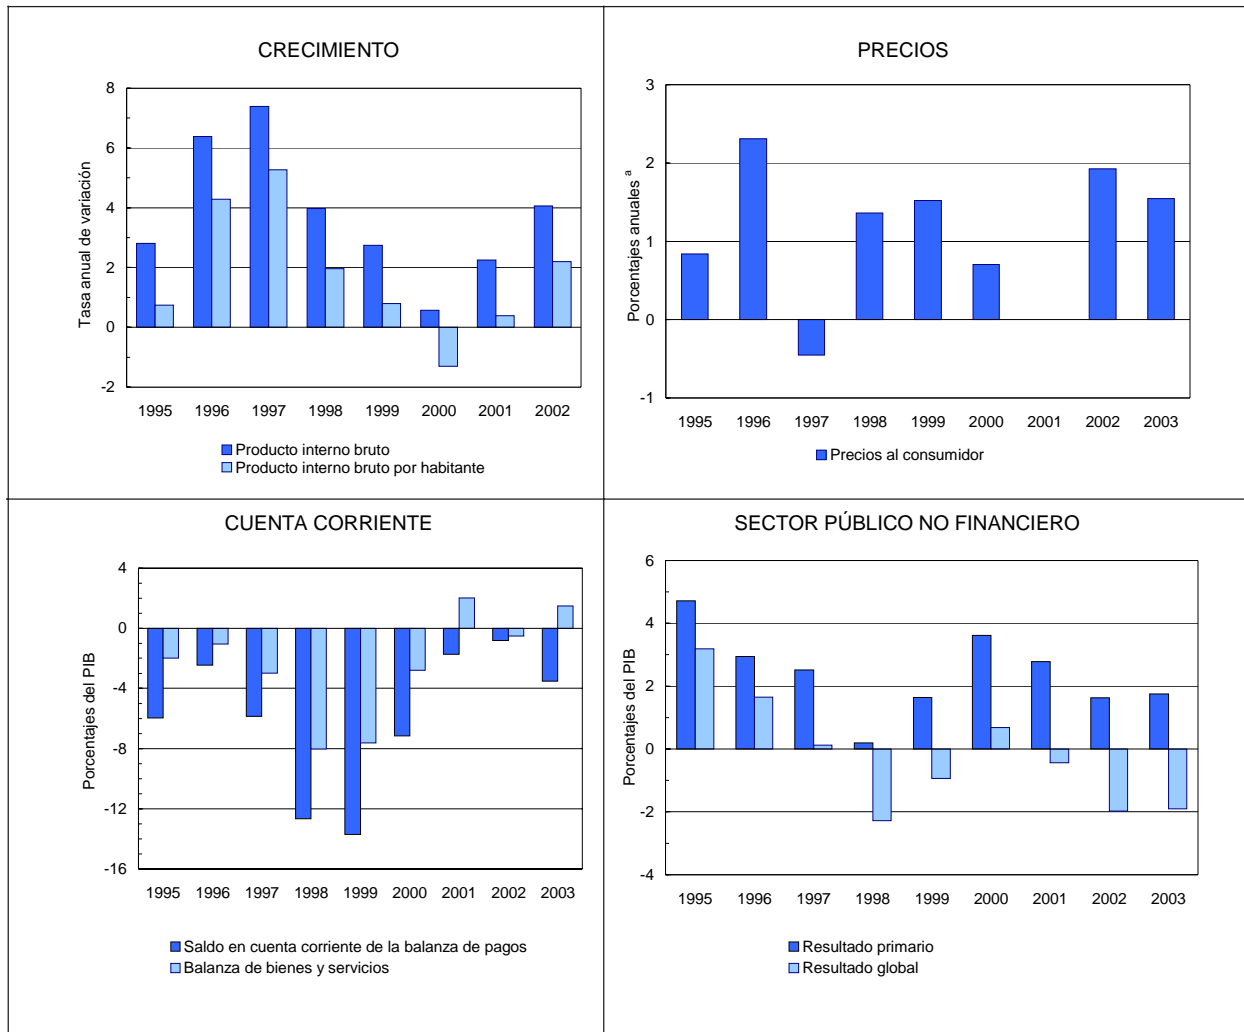 CRECIMIENTO
8
6
4
2
0
-2
Tasa anual de variación
1995 1996 1997 1998 1999 2000 2001 2002
Producto interno bruto
Producto interno bruto por habitante
PRECIOS
3
2
1
0
-1
Porcentajes anuales a
1995 1996 1997 1998 1999 2000 2001 2002 2003
Precios al consumidor
CUENTA CORRIENTE
4
0
-4
-8
-12
-16
Porcentajes del PIB
1995 1996 1997 1998 1999 2000 2001 2002 2003
Saldo en cuenta corriente de la balanza de pagos
Balanza de bienes y servicios
SECTOR PÚBLICO NO FINANCIERO
6
4
2
0
-2
-4
Porcentajes del PIB
1995 1996 1997 1998 1999 2000 2001 2002 2003
Resultado primario
Resultado global